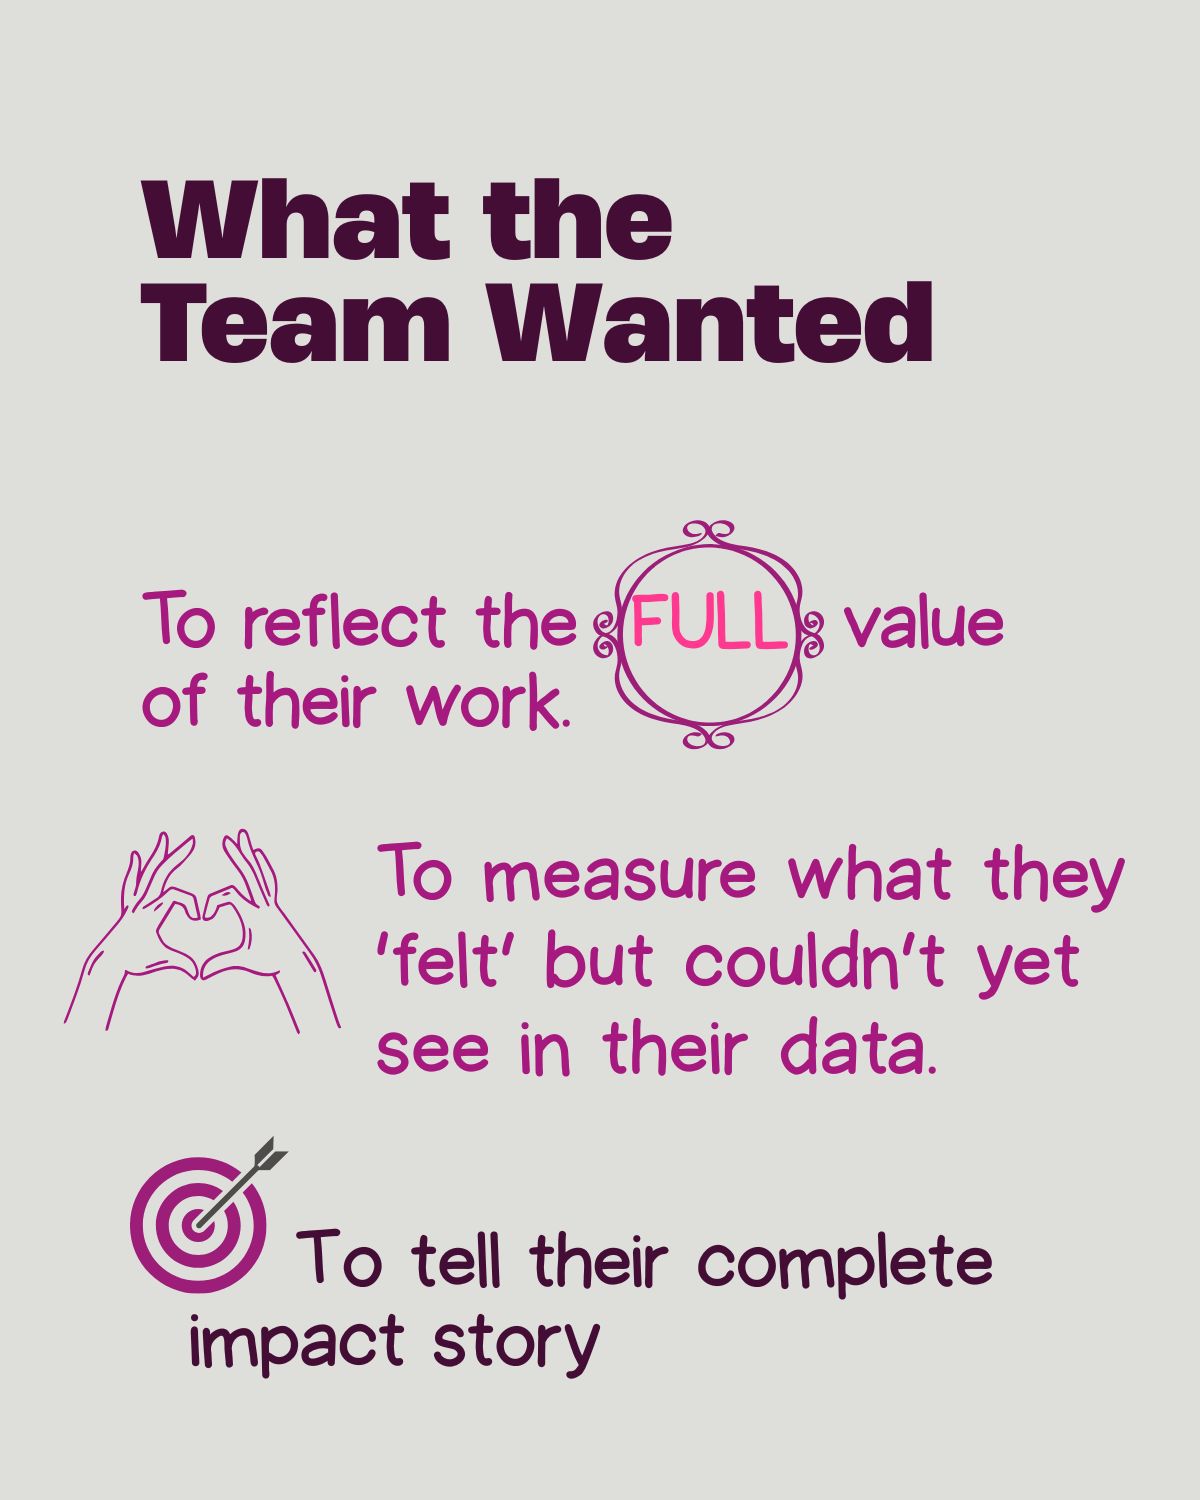 What the
Team Wanted
To reflect the FULL value
of their work.
To measure what they
'felt' but couldn't yet
see in their data.
To tell their complete
impact story